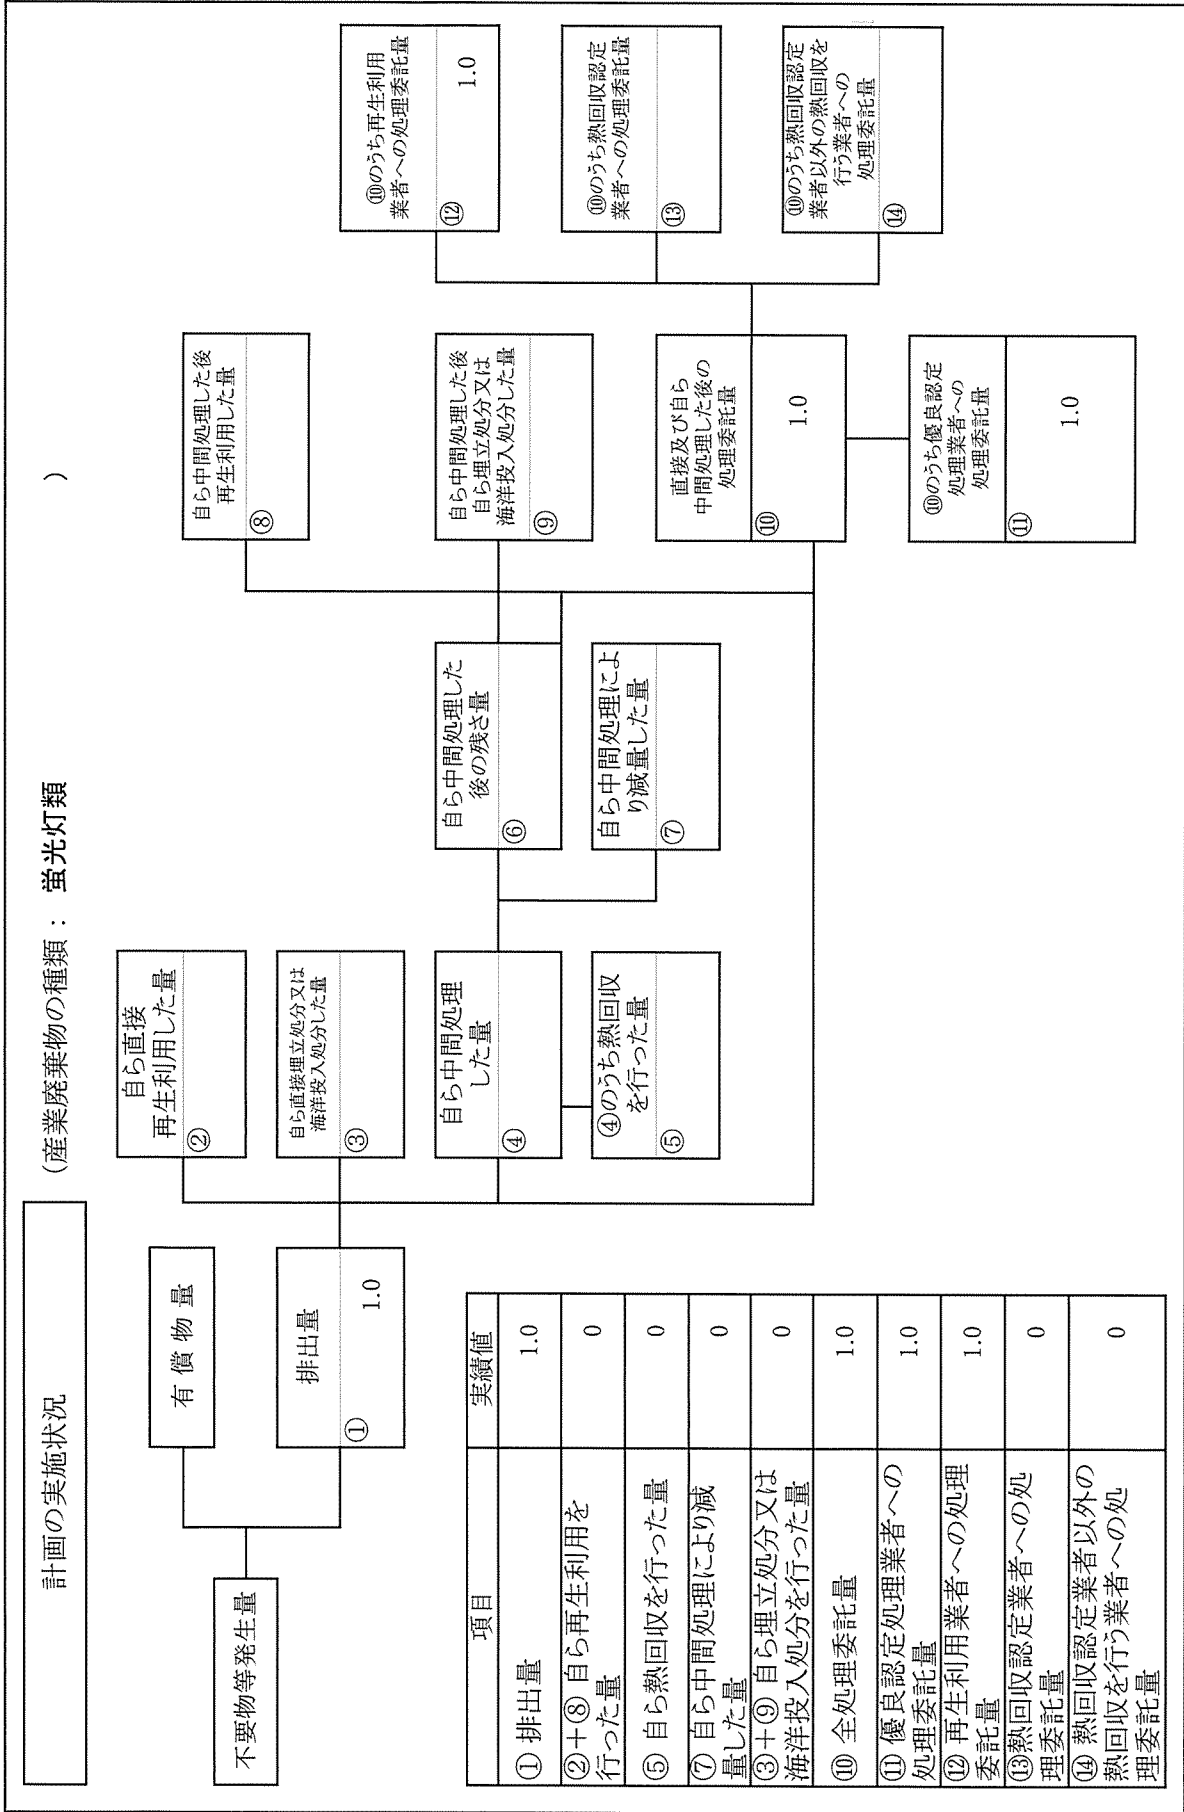 計画の実施状況
(産業廃棄物の種類： 蛍光灯類 )
不要物等発生量
有 償 物 量
排出量
① 1.0
自ら直接
再生利用した量
②
自ら直接埋立処分又は
海洋投入処分した量
③
自ら中間処理
した量
④
④のうち熱回収
を行った量
⑤
自ら中間処理した
後の残さ量
⑥
自ら中間処理によ
り減量した量
⑦
自ら中間処理した後
再生利用した量
⑧
自ら中間処理した後
自ら埋立処分又は
海洋投入処分した量
⑨
直接及び自ら
中間処理した後の
処理委託量
⑩ 1.0
⑩のうち優良認定
処理業者への
処理委託量
⑪ 1.0
⑩のうち再生利用
業者への処理委託量
⑫ 1.0
⑩のうち熱回収認定
業者への処理委託量
⑬
⑩のうち熱回収認定
業者以外の熱回収を
行う業者への
処理委託量
⑭
項目 実績値
① 排出量 1.0
②＋⑧ 自ら再生利用を
行った量 0
⑤ 自ら熱回収を行った量 0
⑦ 自ら中間処理により減
量した量 0
③＋⑨ 自ら埋立処分又は
海洋投入処分を行った量 0
⑩ 全処理委託量 1.0
⑪ 優良認定処理業者への
処理委託量 1.0
⑫ 再生利用業者への処理
委託量 1.0
⑬熱回収認定業者への処
理委託量 0
⑭ 熱回収認定業者以外の
熱回収を行う業者への処
理委託量 0